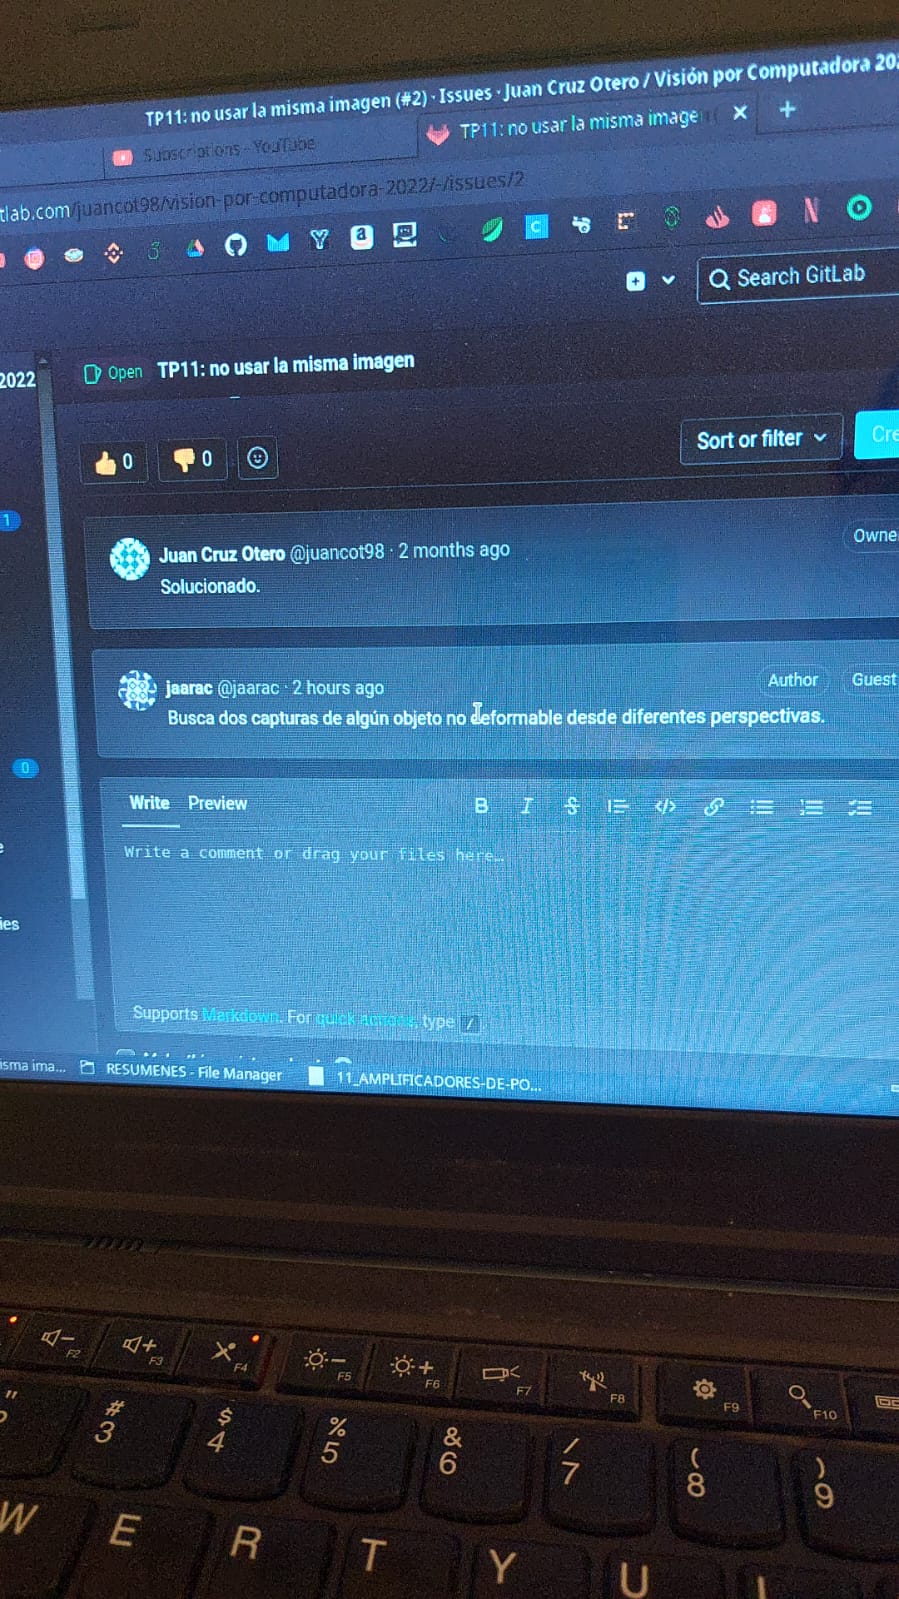 TP11: no usar la misma imagen (#2) · Issues · Juan Cruz Otero / Visión por Computadora 202
Subscriptions - YouTube
TP11: no usar la misma image
tlab.com/juancot98/vision-por-computadora-2022/-/issues/2
Search GitLab
2022
Open TP11: no usar la misma imagen
0 0
Sort or filter
Cre
1
Juan Cruz Otero @juancot98 · 2 months ago
Owne
Solucionado.
jaarac @jaarac · 2 hours ago
Author Guest
Busca dos capturas de algún objeto no deformable desde diferentes perspectivas.
0
Write Preview
B I S
Write a comment or drag your files here…
ies
Supports Markdown. For quick actions, type /.
isma ima... RESUMENES - File Manager 11_AMPLIFICADORES-DE-PO...
F2 F3 F4 F5 F6 F7 F8 F9 F10
" # $ % & / ( )
3 4 5 6 7 8 9
W E R T Y U